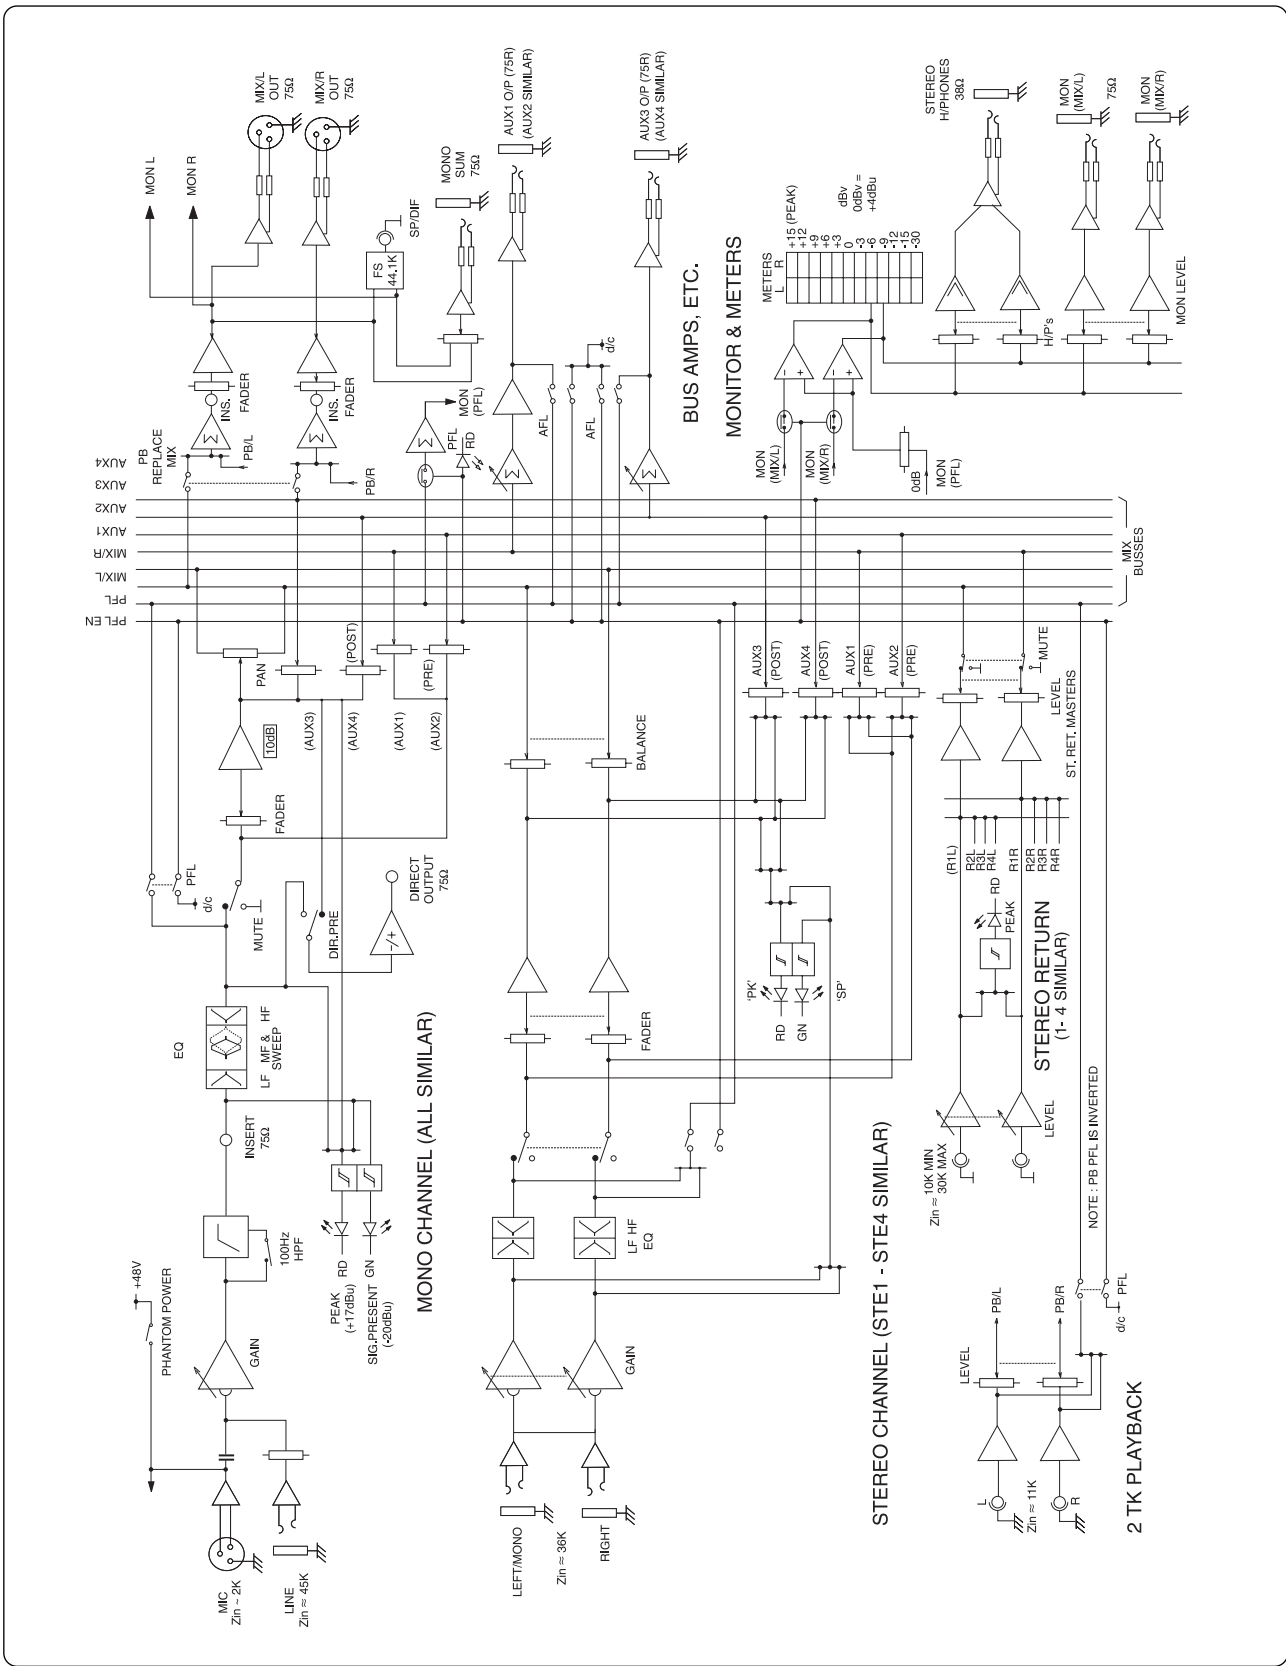 MIC
Zin ~ 2K
LINE
Zin ≈ 45K
PHANTOM POWER
+48V
GAIN
100Hz
HPF
INSERT
75Ω
EQ
LF MF & HF
SWEEP
PEAK
(+17dBu)
RD
SIG.PRESENT
(-20dBu)
GN
MUTE
d/c
PFL
DIR.PRE
DIRECT
OUTPUT
75Ω
FADER
10dB
PAN
(AUX3)
(AUX4)
(POST)
(AUX1)
(AUX2)
(PRE)
MONO CHANNEL (ALL SIMILAR)
PFL EN
PFL
MIX/L
MIX/R
AUX1
AUX2
AUX3
AUX4
MIX
BUSSES
PB
REPLACE
MIX
PB/L
PB/R
INS.
FADER
INS.
FADER
MON L
MON R
MIX/L
OUT
75Ω
MIX/R
OUT
75Ω
FS
44.1K
SP/DIF
MONO
SUM
75Ω
MON
(PFL)
PFL
RD
AFL
AFL
d/c
AUX1 O/P (75R)
(AUX2 SIMILAR)
AUX3 O/P (75R)
(AUX4 SIMILAR)
BUS AMPS, ETC.
MONITOR & METERS
MON
(MIX/L)
MON
(MIX/R)
0dB
MON
(PFL)
- +
- +
METERS
L R
+15 (PEAK)
+12
+9
+6
+3
0
-3
-6
-9
-12
-15
-30
dBv
0dBv =
+4dBu
STEREO
H/PHONES
38Ω
H/P's
MON
(MIX/L)
75Ω
MON
(MIX/R)
MON LEVEL
LEFT/MONO
Zin ≈ 36K
RIGHT
GAIN
LF HF
EQ
FADER
BALANCE
'PK'
RD
GN
'SP'
AUX3
(POST)
AUX4
(POST)
AUX1
(PRE)
AUX2
(PRE)
STEREO CHANNEL (STE1 - STE4 SIMILAR)
Zin ≈ 10K MIN
30K MAX
LEVEL
PEAK
RD
(R1L)
R2L
R3L
R4L
R1R
R2R
R3R
R4R
LEVEL
ST. RET. MASTERS
MUTE
STEREO RETURN
(1- 4 SIMILAR)
NOTE : PB PFL IS INVERTED
L
Zin ≈ 11K
R
LEVEL
PB/L
PB/R
PFL
d/c
2 TK PLAYBACK
-/+
Σ
Σ
Σ
Σ
Σ